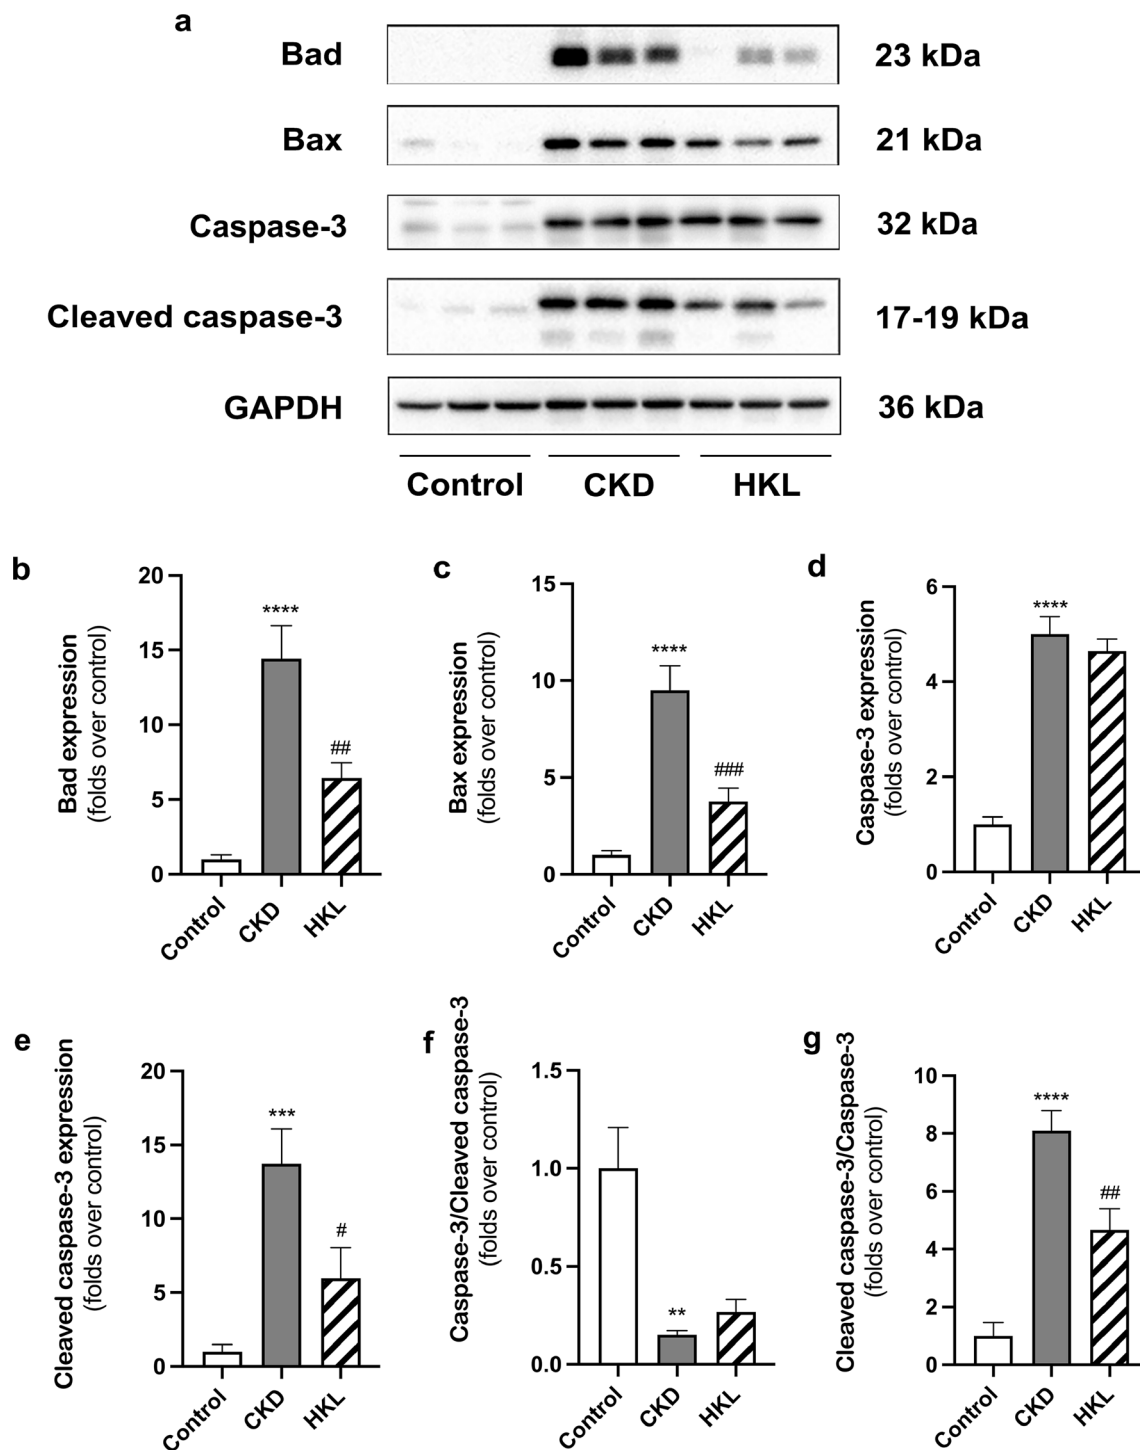 a
Bad 23 kDa
Bax 21 kDa
Caspase-3 32 kDa
Cleaved caspase-3 17-19 kDa
GAPDH 36 kDa
Control CKD HKL
b
Bad expression
(folds over control)
20
15
10
5
0
****
##
Control CKD HKL
c
Bax expression
(folds over control)
15
10
5
0
****
###
Control CKD HKL
d
Caspase-3 expression
(folds over control)
6
4
2
0
****
Control CKD HKL
e
Cleaved caspase-3 expression
(folds over control)
20
15
10
5
0
***
#
Control CKD HKL
f
Caspase-3/Cleaved caspase-3
(folds over control)
1.5
1.0
0.5
0.0
**
Control CKD HKL
g
Cleaved caspase-3/Caspase-3
(folds over control)
10
8
6
4
2
0
****
##
Control CKD HKL